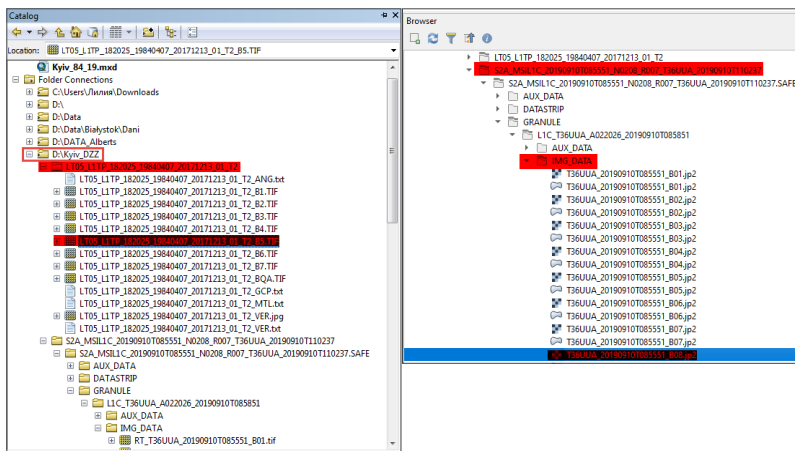 Catalog
Location: LT05_L1TP_182025_19840407_20171213_01_T2_B5.TIF
Kyiv_84_19.mxd
Folder Connections
C:\Users\Лилия\Downloads
D:\
D:\Data
D:\Data\Białystok\Dani
D:\DATA_Alberts
D:\Kyiv_DZZ
LT05_L1TP_182025_19840407_20171213_01_T2
LT05_L1TP_182025_19840407_20171213_01_T2_ANG.txt
LT05_L1TP_182025_19840407_20171213_01_T2_B1.TIF
LT05_L1TP_182025_19840407_20171213_01_T2_B2.TIF
LT05_L1TP_182025_19840407_20171213_01_T2_B3.TIF
LT05_L1TP_182025_19840407_20171213_01_T2_B4.TIF
LT05_L1TP_182025_19840407_20171213_01_T2_B5.TIF
LT05_L1TP_182025_19840407_20171213_01_T2_B6.TIF
LT05_L1TP_182025_19840407_20171213_01_T2_B7.TIF
LT05_L1TP_182025_19840407_20171213_01_T2_BQA.TIF
LT05_L1TP_182025_19840407_20171213_01_T2_GCP.txt
LT05_L1TP_182025_19840407_20171213_01_T2_MTL.txt
LT05_L1TP_182025_19840407_20171213_01_T2_VER.jpg
LT05_L1TP_182025_19840407_20171213_01_T2_VER.txt
S2A_MSIL1C_20190910T085551_N0208_R007_T36UUA_20190910T110237
S2A_MSIL1C_20190910T085551_N0208_R007_T36UUA_20190910T110237.SAFE
AUX_DATA
DATASTRIP
GRANULE
L1C_T36UUA_A022026_20190910T085851
AUX_DATA
IMG_DATA
RT_T36UUA_20190910T085551_B01.tif
Browser
LT05_L1TP_182025_19840407_20171213_01_T2
S2A_MSIL1C_20190910T085551_N0208_R007_T36UUA_20190910T110237
S2A_MSIL1C_20190910T085551_N0208_R007_T36UUA_20190910T110237.SAFE
AUX_DATA
DATASTRIP
GRANULE
L1C_T36UUA_A022026_20190910T085851
AUX_DATA
IMG_DATA
T36UUA_20190910T085551_B01.jp2
T36UUA_20190910T085551_B01.jp2
T36UUA_20190910T085551_B02.jp2
T36UUA_20190910T085551_B02.jp2
T36UUA_20190910T085551_B03.jp2
T36UUA_20190910T085551_B03.jp2
T36UUA_20190910T085551_B04.jp2
T36UUA_20190910T085551_B04.jp2
T36UUA_20190910T085551_B05.jp2
T36UUA_20190910T085551_B05.jp2
T36UUA_20190910T085551_B06.jp2
T36UUA_20190910T085551_B06.jp2
T36UUA_20190910T085551_B07.jp2
T36UUA_20190910T085551_B07.jp2
T36UUA_20190910T085551_B08.jp2